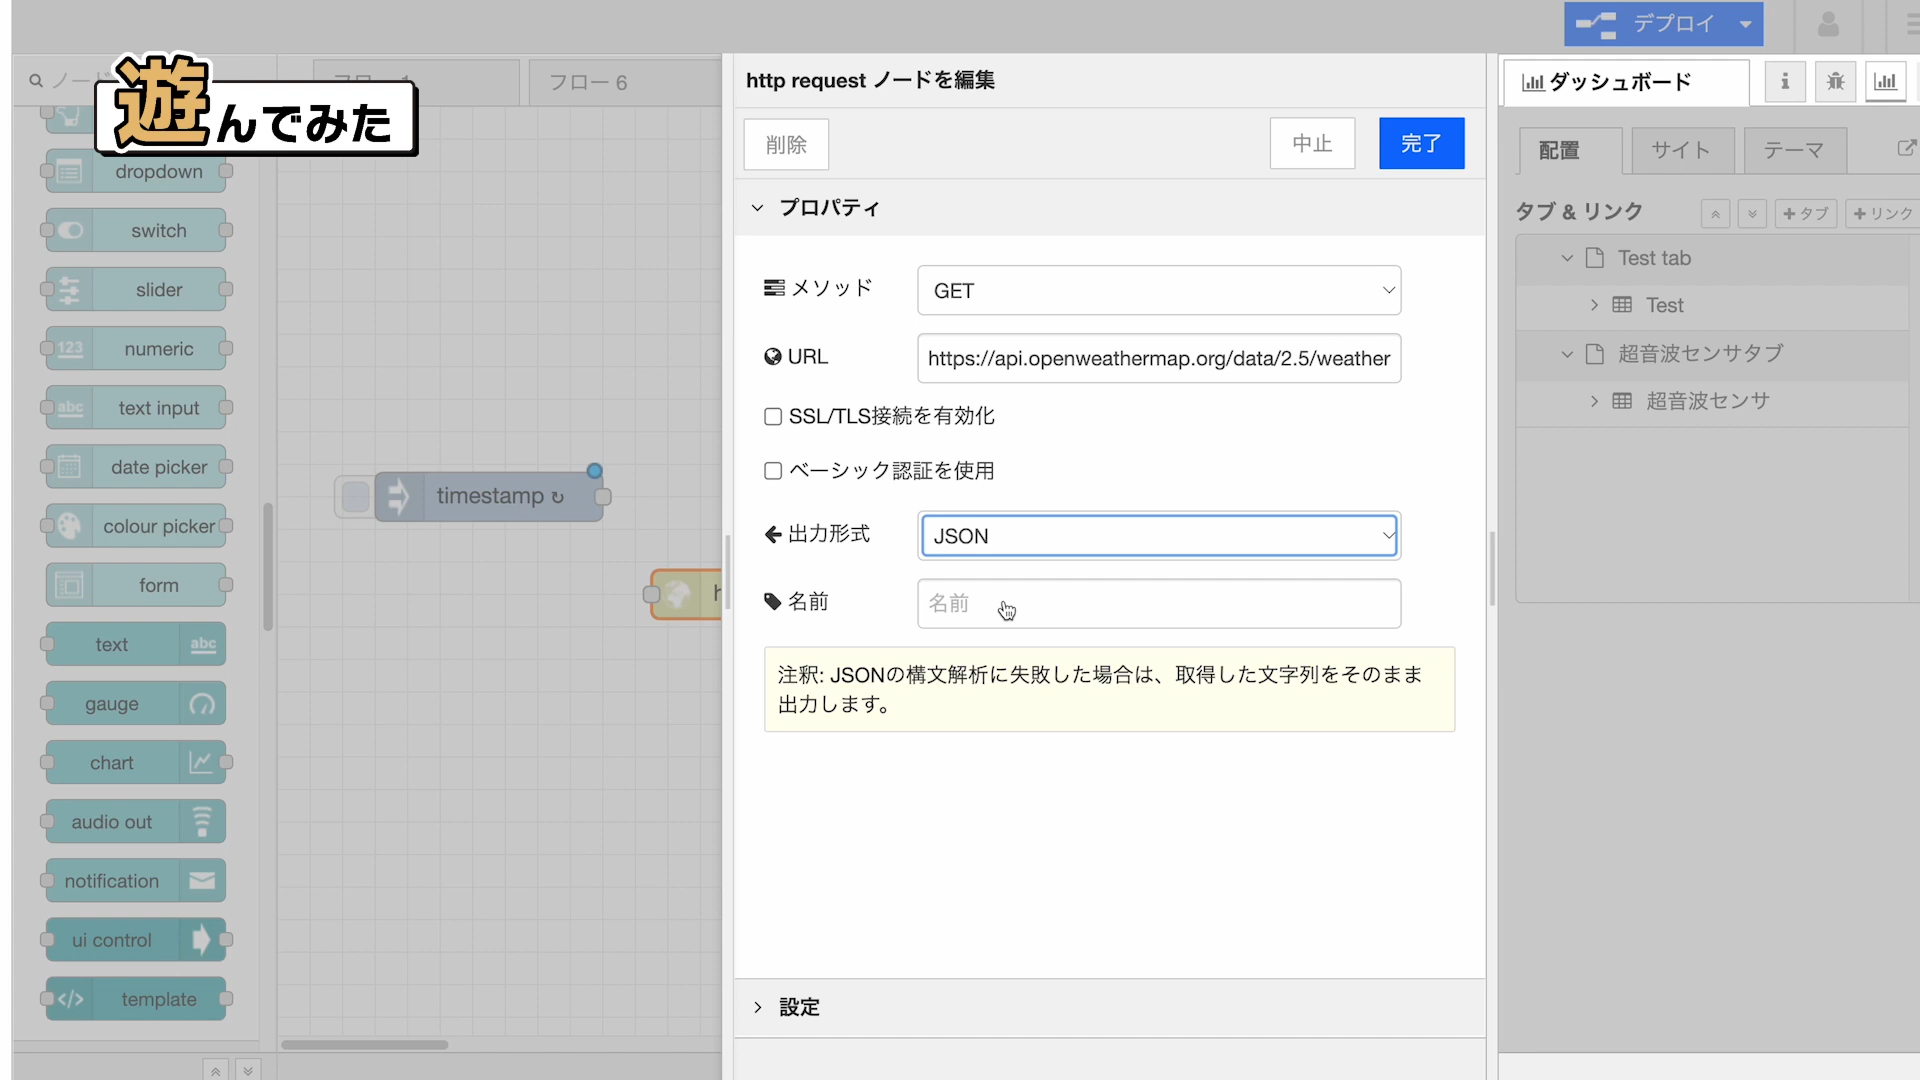 デプロイ
遊んでみた
フロー 6
http request ノードを編集
削除
中止
完了
プロパティ
メソッド
GET
URL
https://api.openweathermap.org/data/2.5/weather
SSL/TLS接続を有効化
ベーシック認証を使用
出力形式
JSON
名前
名前
注釈: JSONの構文解析に失敗した場合は、取得した文字列をそのまま
出力します。
設定
dropdown
switch
slider
123 numeric
abc text input
date picker
colour picker
form
text abc
gauge
chart
audio out
notification
ui control
template
timestamp ↻
h
ダッシュボード
配置
サイト
テーマ
タブ & リンク
+タブ
+リンク
Test tab
Test
超音波センサタブ
超音波センサ